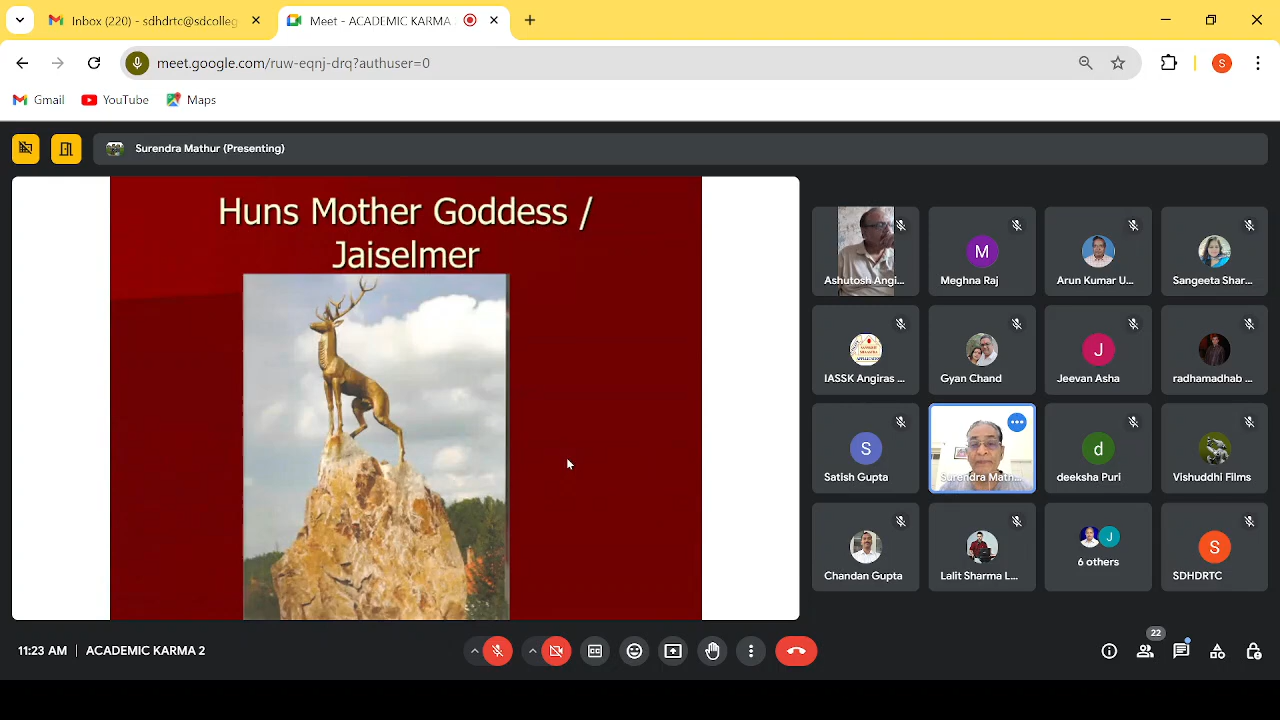 Inbox (220) - sdhdrtc@sdcolleg
Meet - ACADEMIC KARMA
meet.google.com/ruw-eqnj-drq?authuser=0
Gmail
YouTube
Maps
Surendra Mathur (Presenting)
Huns Mother Goddess /
Jaiselmer
Ashutosh Angi...
M
Meghna Raj
Arun Kumar U...
Sangeeta Shar...
IASSK Angiras ...
Gyan Chand
J
Jeevan Asha
radhamadhab ...
S
Satish Gupta
Surendra Math...
d
deeksha Puri
Vishuddhi Films
Chandan Gupta
Lalit Sharma L...
J
6 others
S
SDHDRTC
S
11:23 AM
ACADEMIC KARMA 2
22